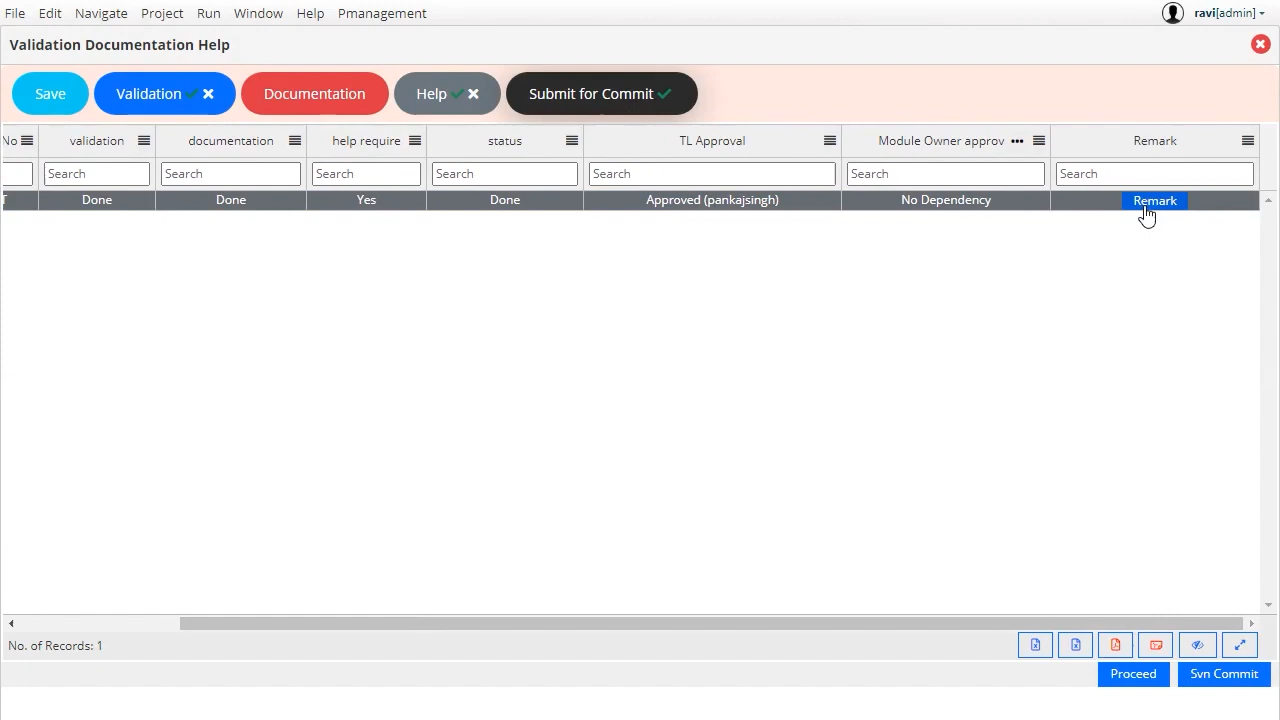 File Edit Navigate Project Run Window Help Pmanagement ravi[admin]
Validation Documentation Help
Save Validation Documentation Help Submit for Commit
No validation documentation help require status TL Approval Module Owner approv ••• Remark
Search Search Search Search Search Search Search
T Done Done Yes Done Approved (pankajsingh) No Dependency Remark
No. of Records: 1
Proceed Svn Commit